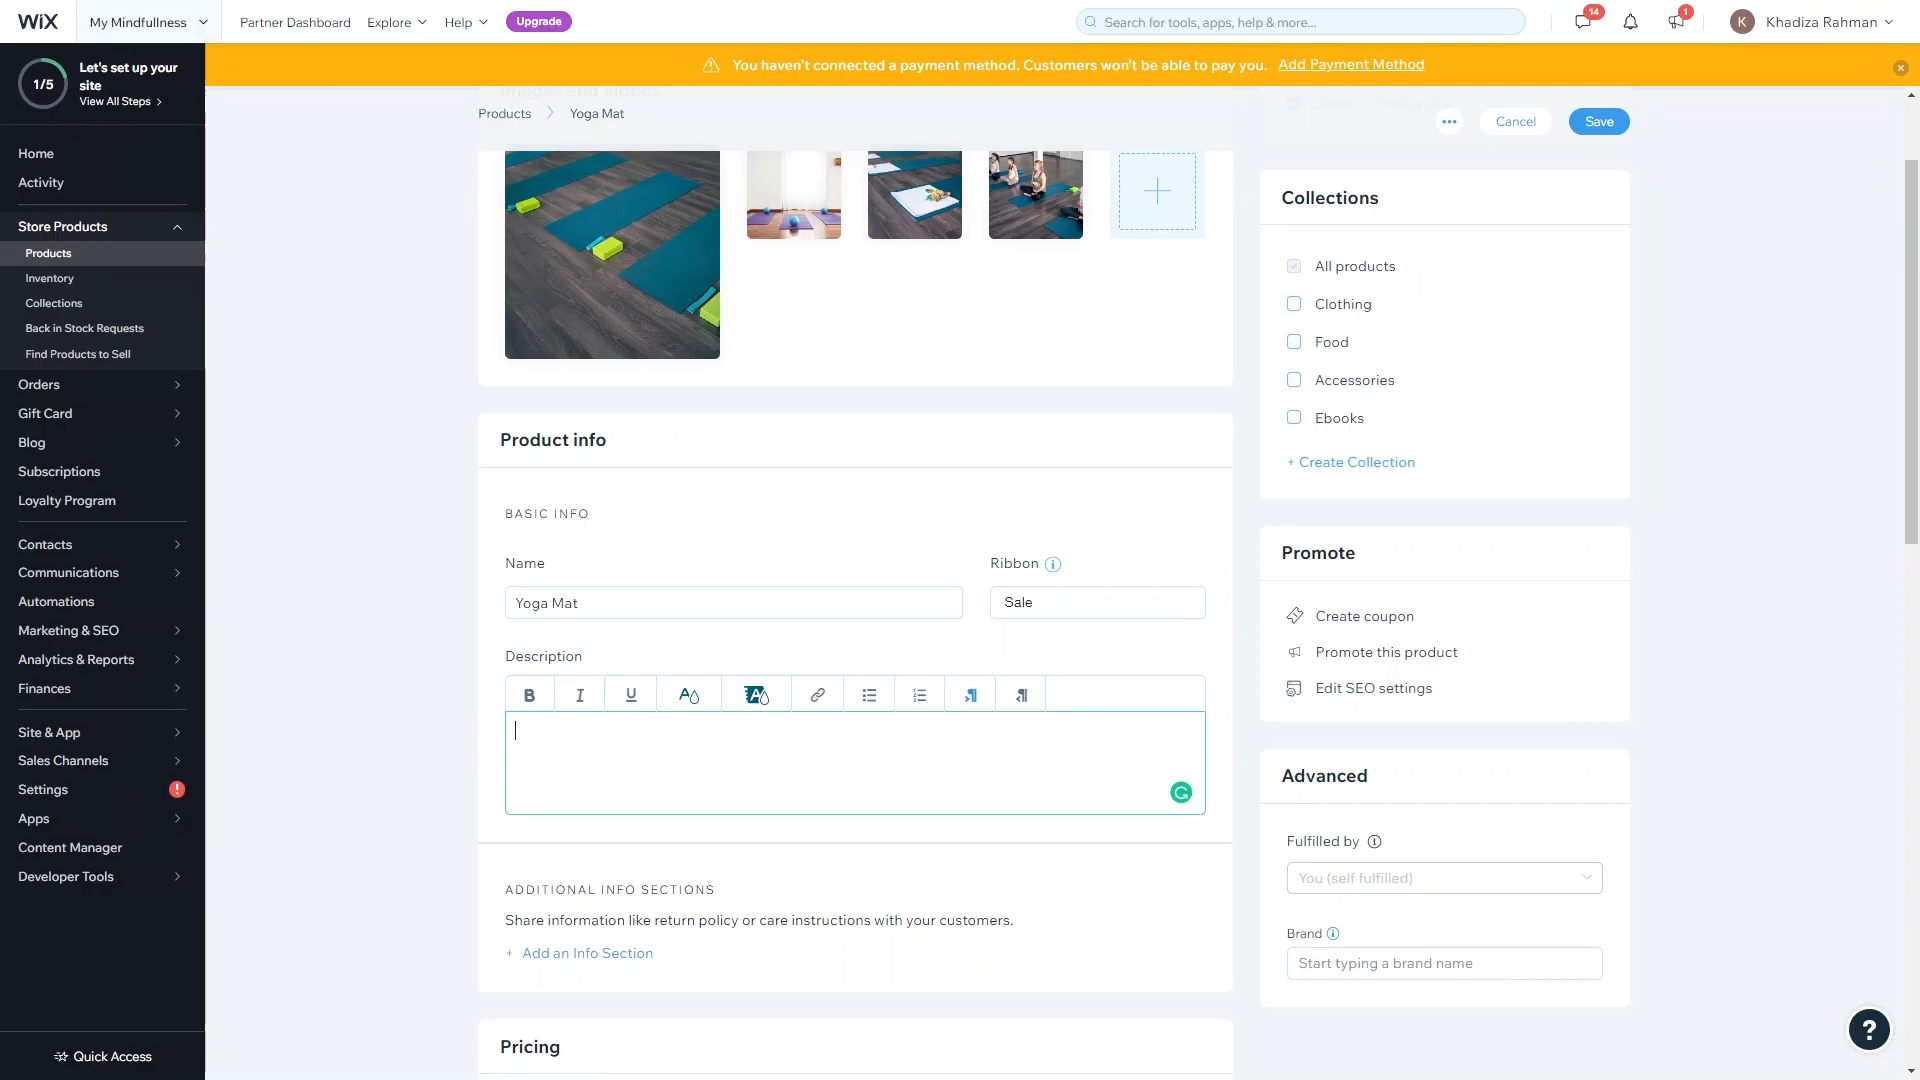 WiX
My Mindfullness
Partner Dashboard
Explore
Help
Upgrade
Search for tools, apps, help & more...
14
1
K
Khadiza Rahman
1/5
Let's set up your
site
View All Steps
You haven't connected a payment method. Customers won't be able to pay you. Add Payment Method
Images and videos
Products
Yoga Mat
Cancel
Save
Home
Activity
Store Products
Products
Inventory
Collections
Back in Stock Requests
Find Products to Sell
Orders
Gift Card
Blog
Subscriptions
Loyalty Program
Contacts
Communications
Automations
Marketing & SEO
Analytics & Reports
Finances
Site & App
Sales Channels
Settings
!
Apps
Content Manager
Developer Tools
Quick Access
Product info
BASIC INFO
Name
Ribbon
Yoga Mat
Sale
Description
B I U A A
ADDITIONAL INFO SECTIONS
Share information like return policy or care instructions with your customers.
+ Add an Info Section
Pricing
Collections
All products
Clothing
Food
Accessories
Ebooks
+ Create Collection
Promote
Create coupon
Promote this product
Edit SEO settings
Advanced
Fulfilled by
You (self fulfilled)
Brand
Start typing a brand name
?